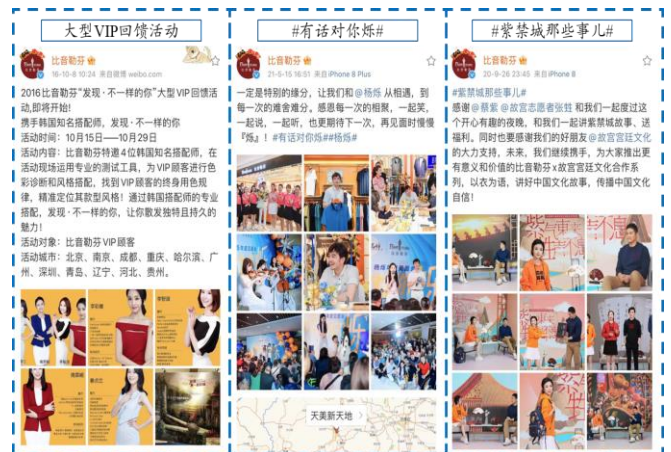 大型VIP回馈活动
比音勒芬
16-10-8 10:24 来自微博 weibo.com
2016比音勒芬“发现·不一样的你”大型VIP回馈活
动,即将开始!
携手韩国知名搭配师,发现·不一样的你
活动时间:10月15日——10月29日
活动内容:比音勒芬特邀4位韩国知名搭配师,在
活动现场运用专业的测试工具,为VIP顾客进行色
彩诊断和风格搭配,找到VIP顾客的终身用色规
律,精准定位其款型风格!通过韩国搭配师的专业
搭配,发现·不一样的你,让你散发独特且持久的
魅力!
活动对象:比音勒芬VIP顾客
活动城市:北京、南京、成都、重庆、哈尔滨、广
州、深圳、青岛、辽宁、河北、贵州。
#有话对你烁#
比音勒芬
21-5-15 16:51 来自iPhone 8 Plus
一定是特别的缘分,让我们和@杨烁 从相遇,到
每一次的难舍难分,感恩每一次的相聚,一起笑,
一起说,一起听,也更期待下一次,再见面时慢慢
『烁』!#有话对你烁##杨烁#
天美新天地
#紫禁城那些事儿#
比音勒芬
20-9-26 23:45 来自iPhone 8
#紫禁城那些事儿#
感谢@蔡紫 @故宫志愿者张甡 和我们一起度过这
个开心有趣的夜晚,和我们一起讲紫禁城故事、送
福利。同时也要感谢我们的好朋友@故宫宫廷文化
的大力支持,未来,我们继续携手,为大家推出更
有意义和价值的比音勒芬x故宫宫廷文化合作系
列,以衣为语,讲好中国文化故事,传播中国文化
自信!